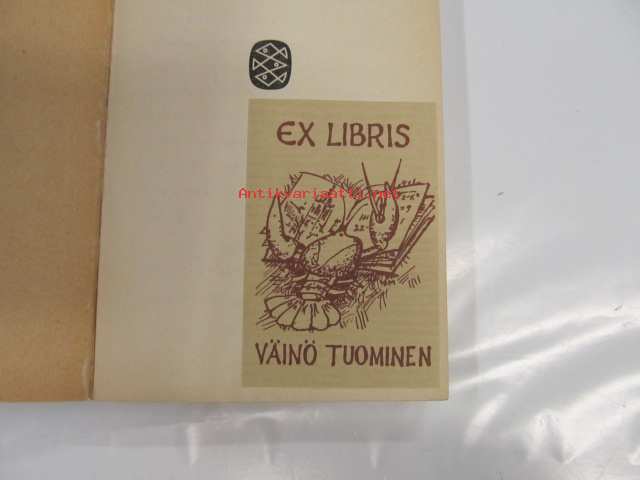 EX LIBRIS
Antikvariaatti.net
VÄINÖ TUOMINEN